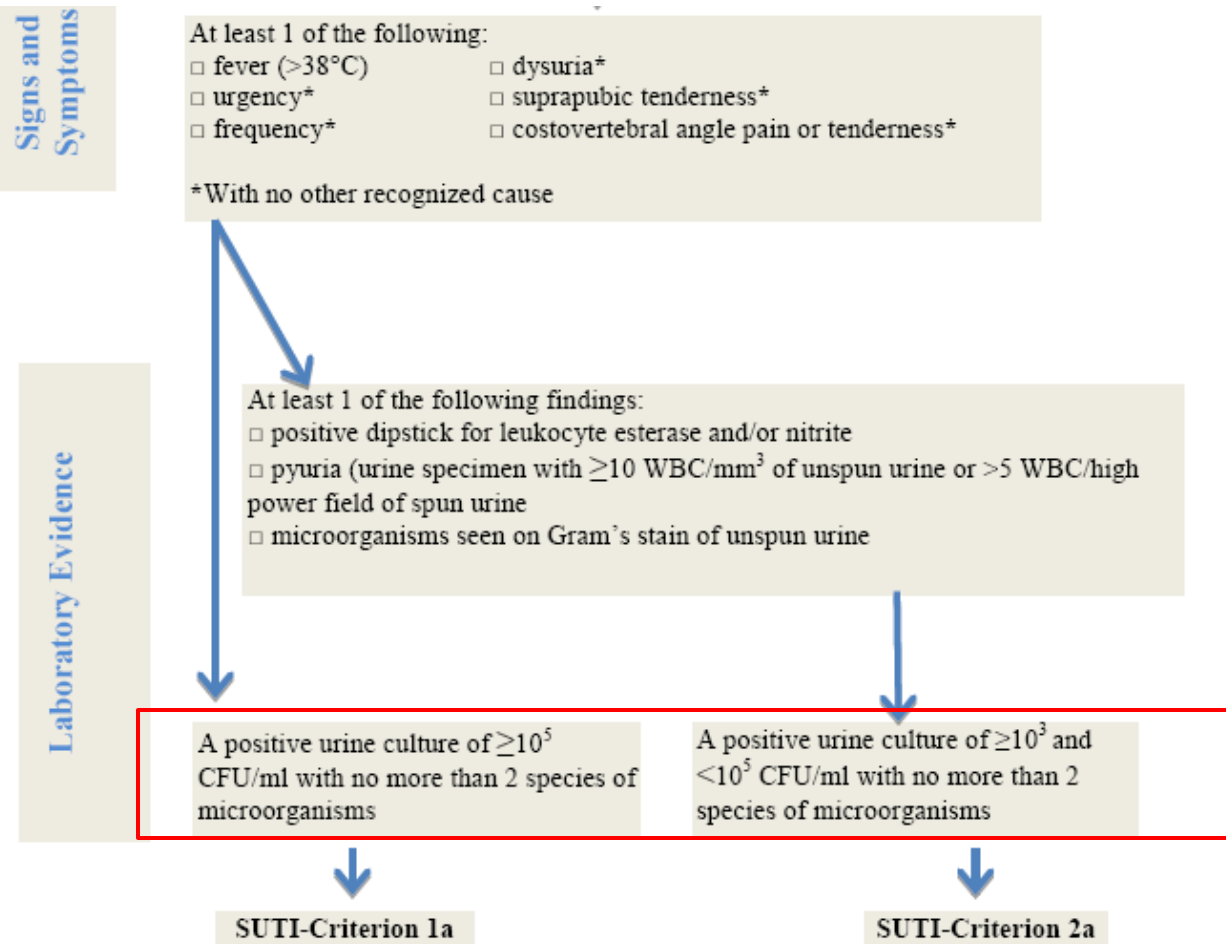 Signs and
Symptoms
At least 1 of the following:
□ fever (>38°C) □ dysuria*
□ urgency* □ suprapubic tenderness*
□ frequency* □ costovertebral angle pain or tenderness*
*With no other recognized cause
Laboratory Evidence
At least 1 of the following findings:
□ positive dipstick for leukocyte esterase and/or nitrite
□ pyuria (urine specimen with ≥10 WBC/mm³ of unspun urine or >5 WBC/high
power field of spun urine
□ microorganisms seen on Gram’s stain of unspun urine
A positive urine culture of ≥10⁵
CFU/ml with no more than 2 species of
microorganisms
A positive urine culture of ≥10³ and
<10⁵ CFU/ml with no more than 2
species of microorganisms
SUTI-Criterion 1a
SUTI-Criterion 2a